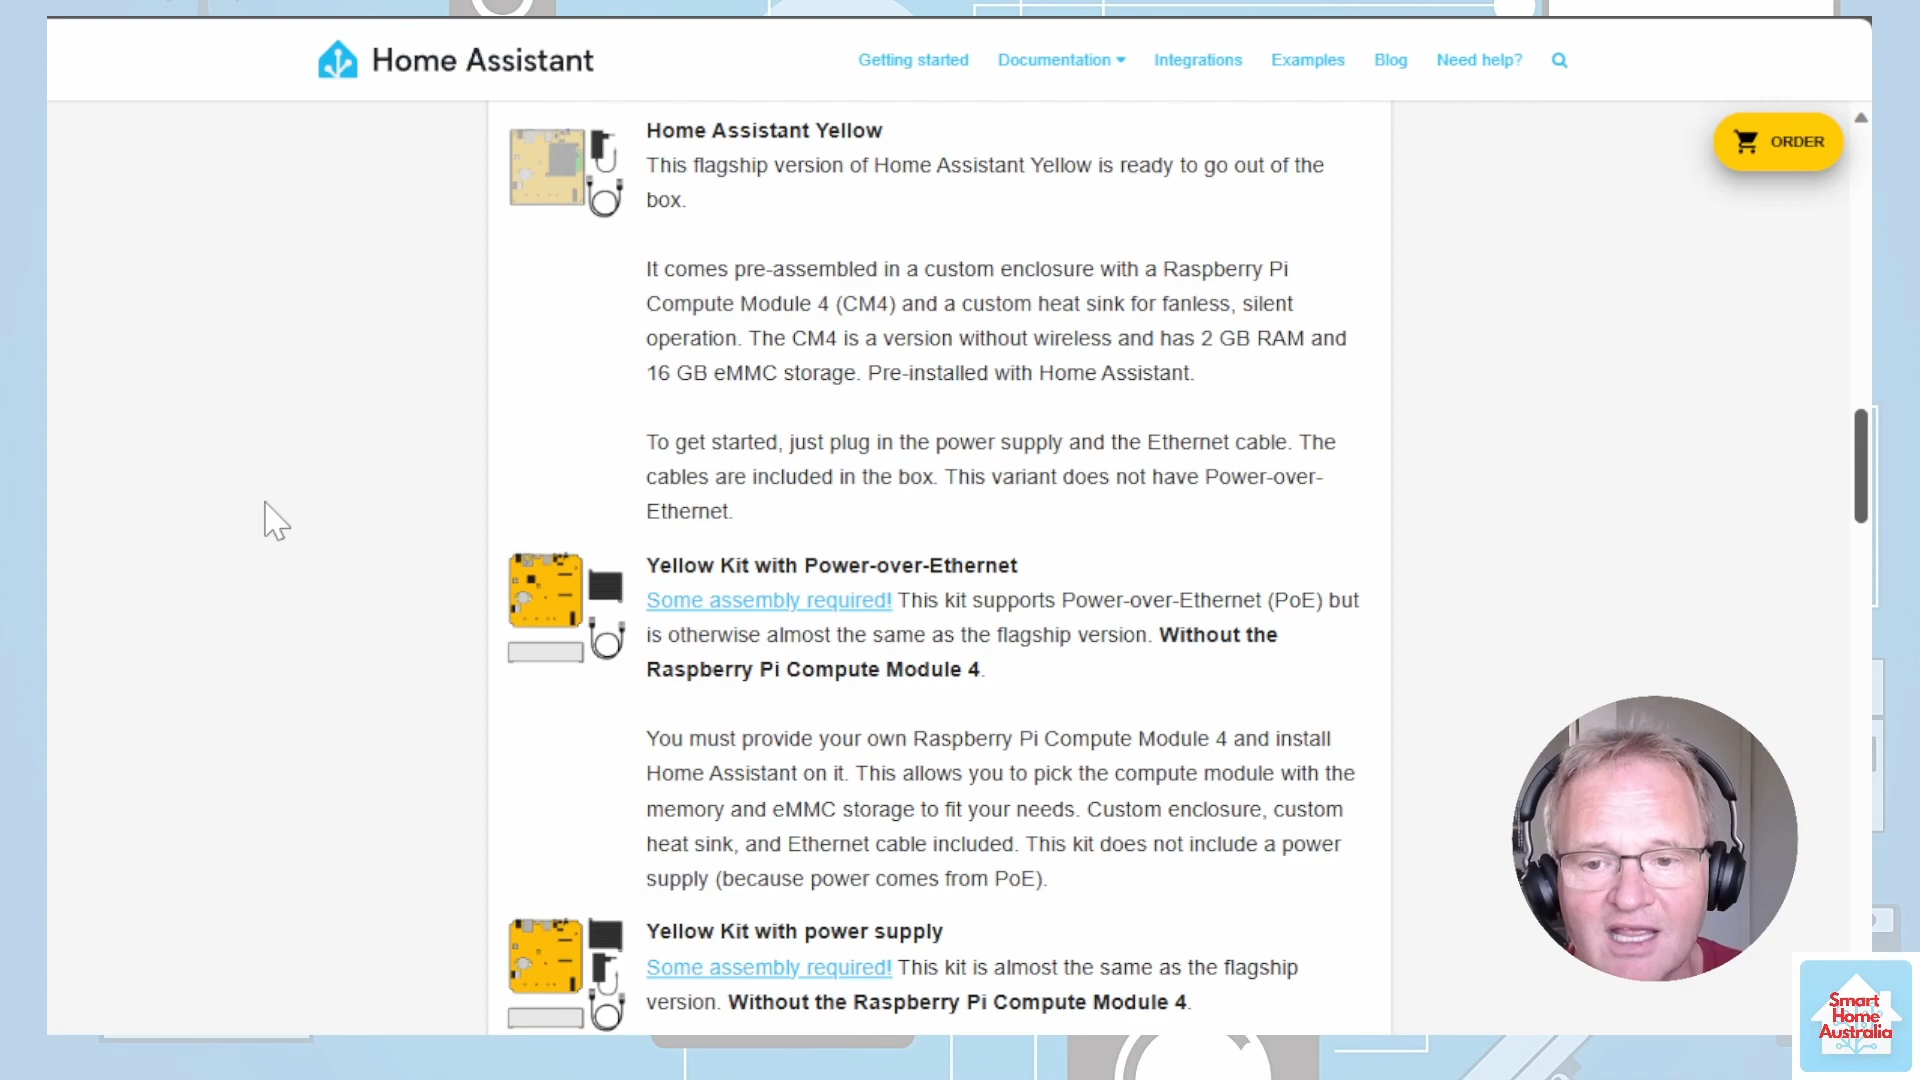 Home Assistant
Getting started
Documentation
Integrations
Examples
Blog
Need help?
ORDER
Home Assistant Yellow
This flagship version of Home Assistant Yellow is ready to go out of the
box.
It comes pre-assembled in a custom enclosure with a Raspberry Pi
Compute Module 4 (CM4) and a custom heat sink for fanless, silent
operation. The CM4 is a version without wireless and has 2 GB RAM and
16 GB eMMC storage. Pre-installed with Home Assistant.
To get started, just plug in the power supply and the Ethernet cable. The
cables are included in the box. This variant does not have Power-over-
Ethernet.
Yellow Kit with Power-over-Ethernet
Some assembly required! This kit supports Power-over-Ethernet (PoE) but
is otherwise almost the same as the flagship version. Without the
Raspberry Pi Compute Module 4.
You must provide your own Raspberry Pi Compute Module 4 and install
Home Assistant on it. This allows you to pick the compute module with the
memory and eMMC storage to fit your needs. Custom enclosure, custom
heat sink, and Ethernet cable included. This kit does not include a power
supply (because power comes from PoE).
Yellow Kit with power supply
Some assembly required! This kit is almost the same as the flagship
version. Without the Raspberry Pi Compute Module 4.
Smart
Home
Australia